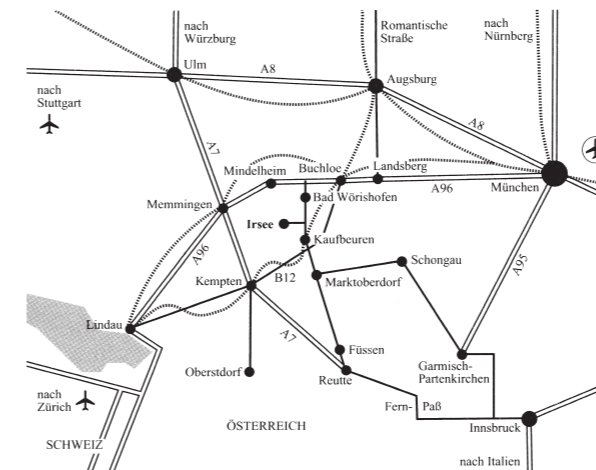 nach
Würzburg
Romantische
Straße
nach
Nürnberg
Ulm
A8
Augsburg
nach
Stuttgart
A8
A7
Mindelheim
Buchloe
Landsberg
A96
München
Bad Wörishofen
Memmingen
Irsee
Kaufbeuren
A96
A95
Schongau
Kempten
B12
Marktoberdorf
Lindau
A7
Füssen
Garmisch-
Partenkirchen
Oberstdorf
Reutte
nach
Zürich
Fern-
Paß
ÖSTERREICH
Innsbruck
SCHWEIZ
nach Italien